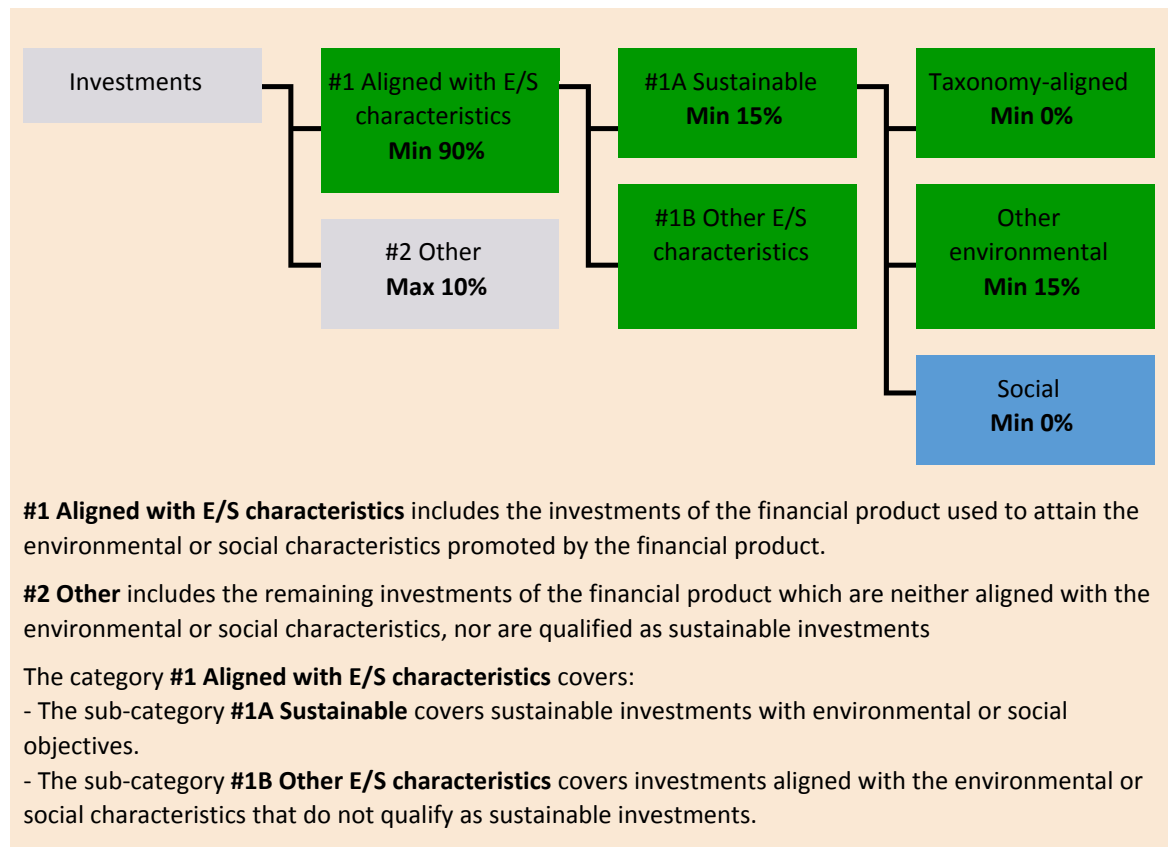 Investments
#1 Aligned with E/S
characteristics
Min 90%
#2 Other
Max 10%
#1A Sustainable
Min 15%
#1B Other E/S
characteristics
Taxonomy-aligned
Min 0%
Other
environmental
Min 15%
Social
Min 0%
#1 Aligned with E/S characteristics includes the investments of the financial product used to attain the
environmental or social characteristics promoted by the financial product.
#2 Other includes the remaining investments of the financial product which are neither aligned with the
environmental or social characteristics, nor are qualified as sustainable investments
The category #1 Aligned with E/S characteristics covers:
- The sub-category #1A Sustainable covers sustainable investments with environmental or social
objectives.
- The sub-category #1B Other E/S characteristics covers investments aligned with the environmental or
social characteristics that do not qualify as sustainable investments.